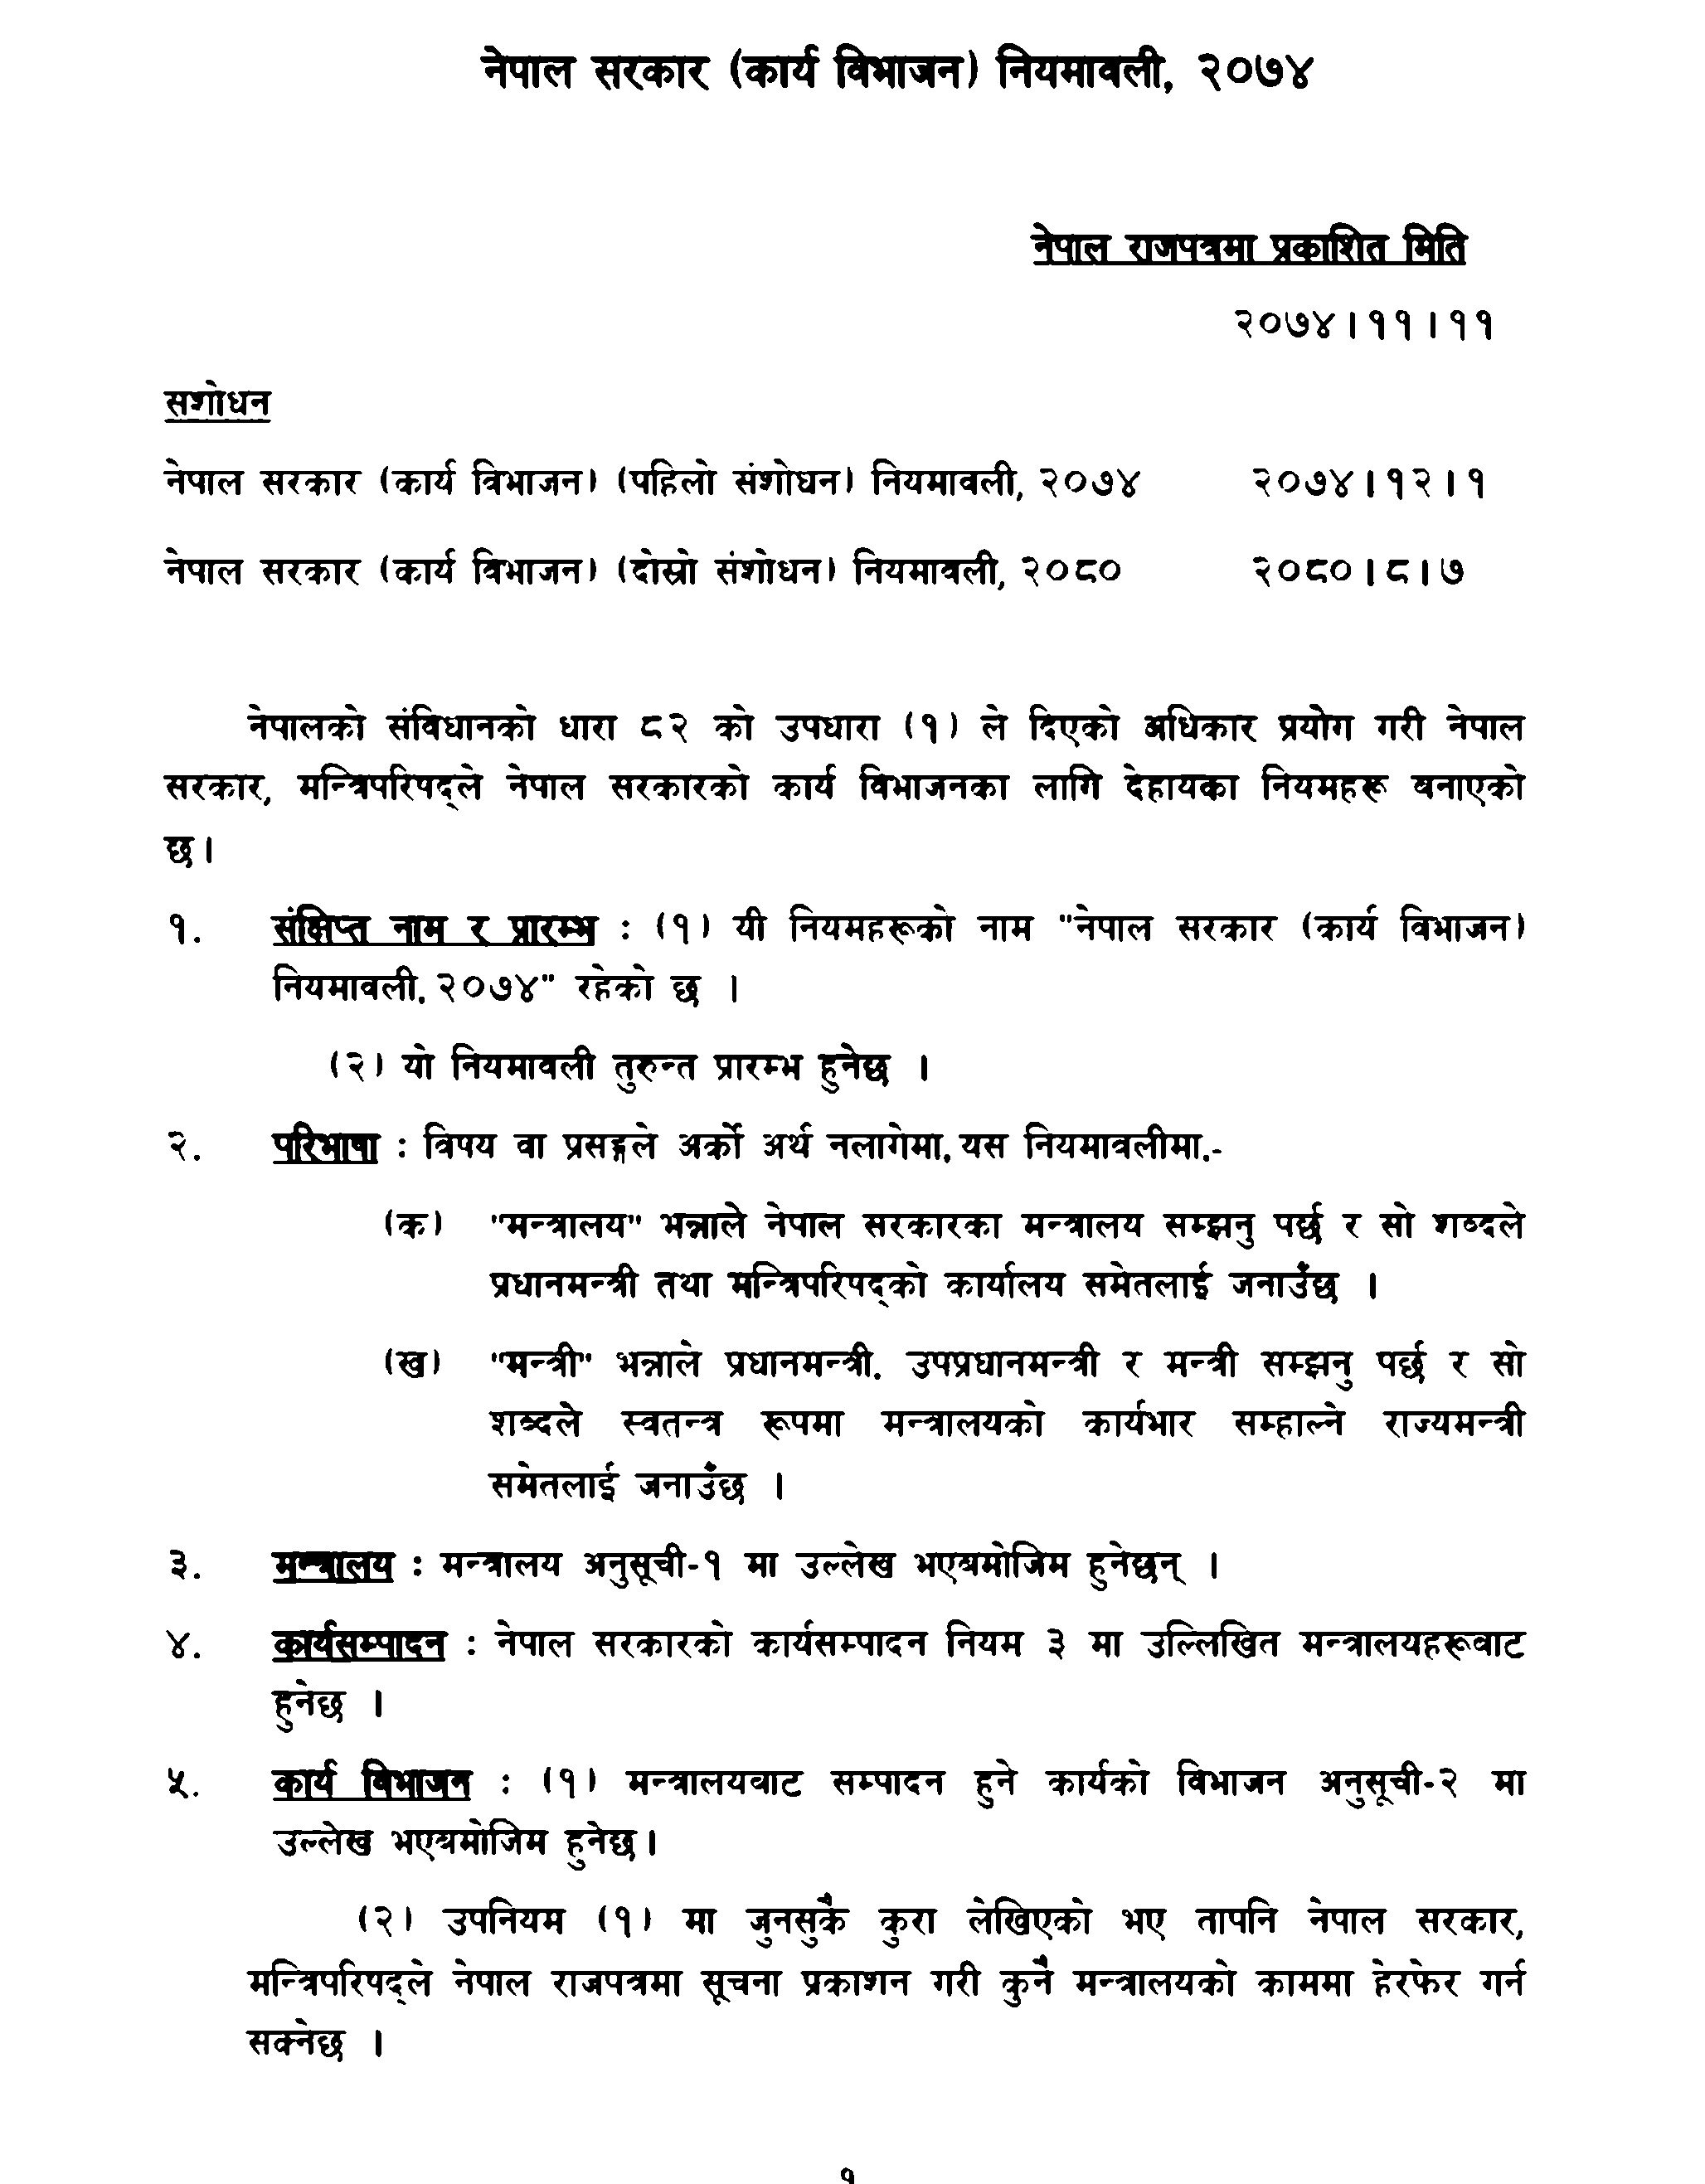 नेपाल सरकार (कार्य विभाजन) नियमावली, २०७४
नेपाल राजपत्रमा प्रकाशित मिति
२०७४।११।११
सशोधन
नेपाल सरकार (कार्य विभाजन) (पहिलो संशोधन) नियमावली, २०७४ २०७४।१२।१
नेपाल सरकार (कार्य विभाजन) (दोस्रो संशोधन) नियमावली, २०८० २०८०।८।७
नेपालको संविधानको धारा ८२ को उपधारा (१) ले दिएको अधिकार प्रयोग गरी नेपाल
सरकार, मन्त्रिपरिषद्ले नेपाल सरकारको कार्य विभाजनका लागि देहायका नियमहरू बनाएको
छ।
१. संक्षिप्त नाम र प्रारम्भ : (१) यी नियमहरूको नाम "नेपाल सरकार (कार्य विभाजन)
नियमावली, २०७४" रहेको छ ।
(२) यो नियमावली तुरुन्त प्रारम्भ हुनेछ ।
२. परिभाषा : विषय वा प्रसङ्गले अर्को अर्थ नलागेमा, यस नियमावलीमा,-
(क) "मन्त्रालय" भन्नाले नेपाल सरकारका मन्त्रालय सम्झनु पर्छ र सो शब्दले
प्रधानमन्त्री तथा मन्त्रिपरिषद्को कार्यालय समेतलाई जनाउँछ ।
(ख) "मन्त्री" भन्नाले प्रधानमन्त्री, उपप्रधानमन्त्री र मन्त्री सम्झनु पर्छ र सो
शब्दले स्वतन्त्र रूपमा मन्त्रालयको कार्यभार सम्हाल्ने राज्यमन्त्री
समेतलाई जनाउँछ ।
३. मन्त्रालय : मन्त्रालय अनुसूची-१ मा उल्लेख भएबमोजिम हुनेछन् ।
४. कार्यसम्पादन : नेपाल सरकारको कार्यसम्पादन नियम ३ मा उल्लिखित मन्त्रालयहरूबाट
हुनेछ ।
५. कार्य विभाजन : (१) मन्त्रालयबाट सम्पादन हुने कार्यको विभाजन अनुसूची-२ मा
उल्लेख भएबमोजिम हुनेछ।
(२) उपनियम (१) मा जुनसुकै कुरा लेखिएको भए तापनि नेपाल सरकार,
मन्त्रिपरिषद्ले नेपाल राजपत्रमा सूचना प्रकाशन गरी कुनै मन्त्रालयको काममा हेरफेर गर्न
सक्नेछ ।
१